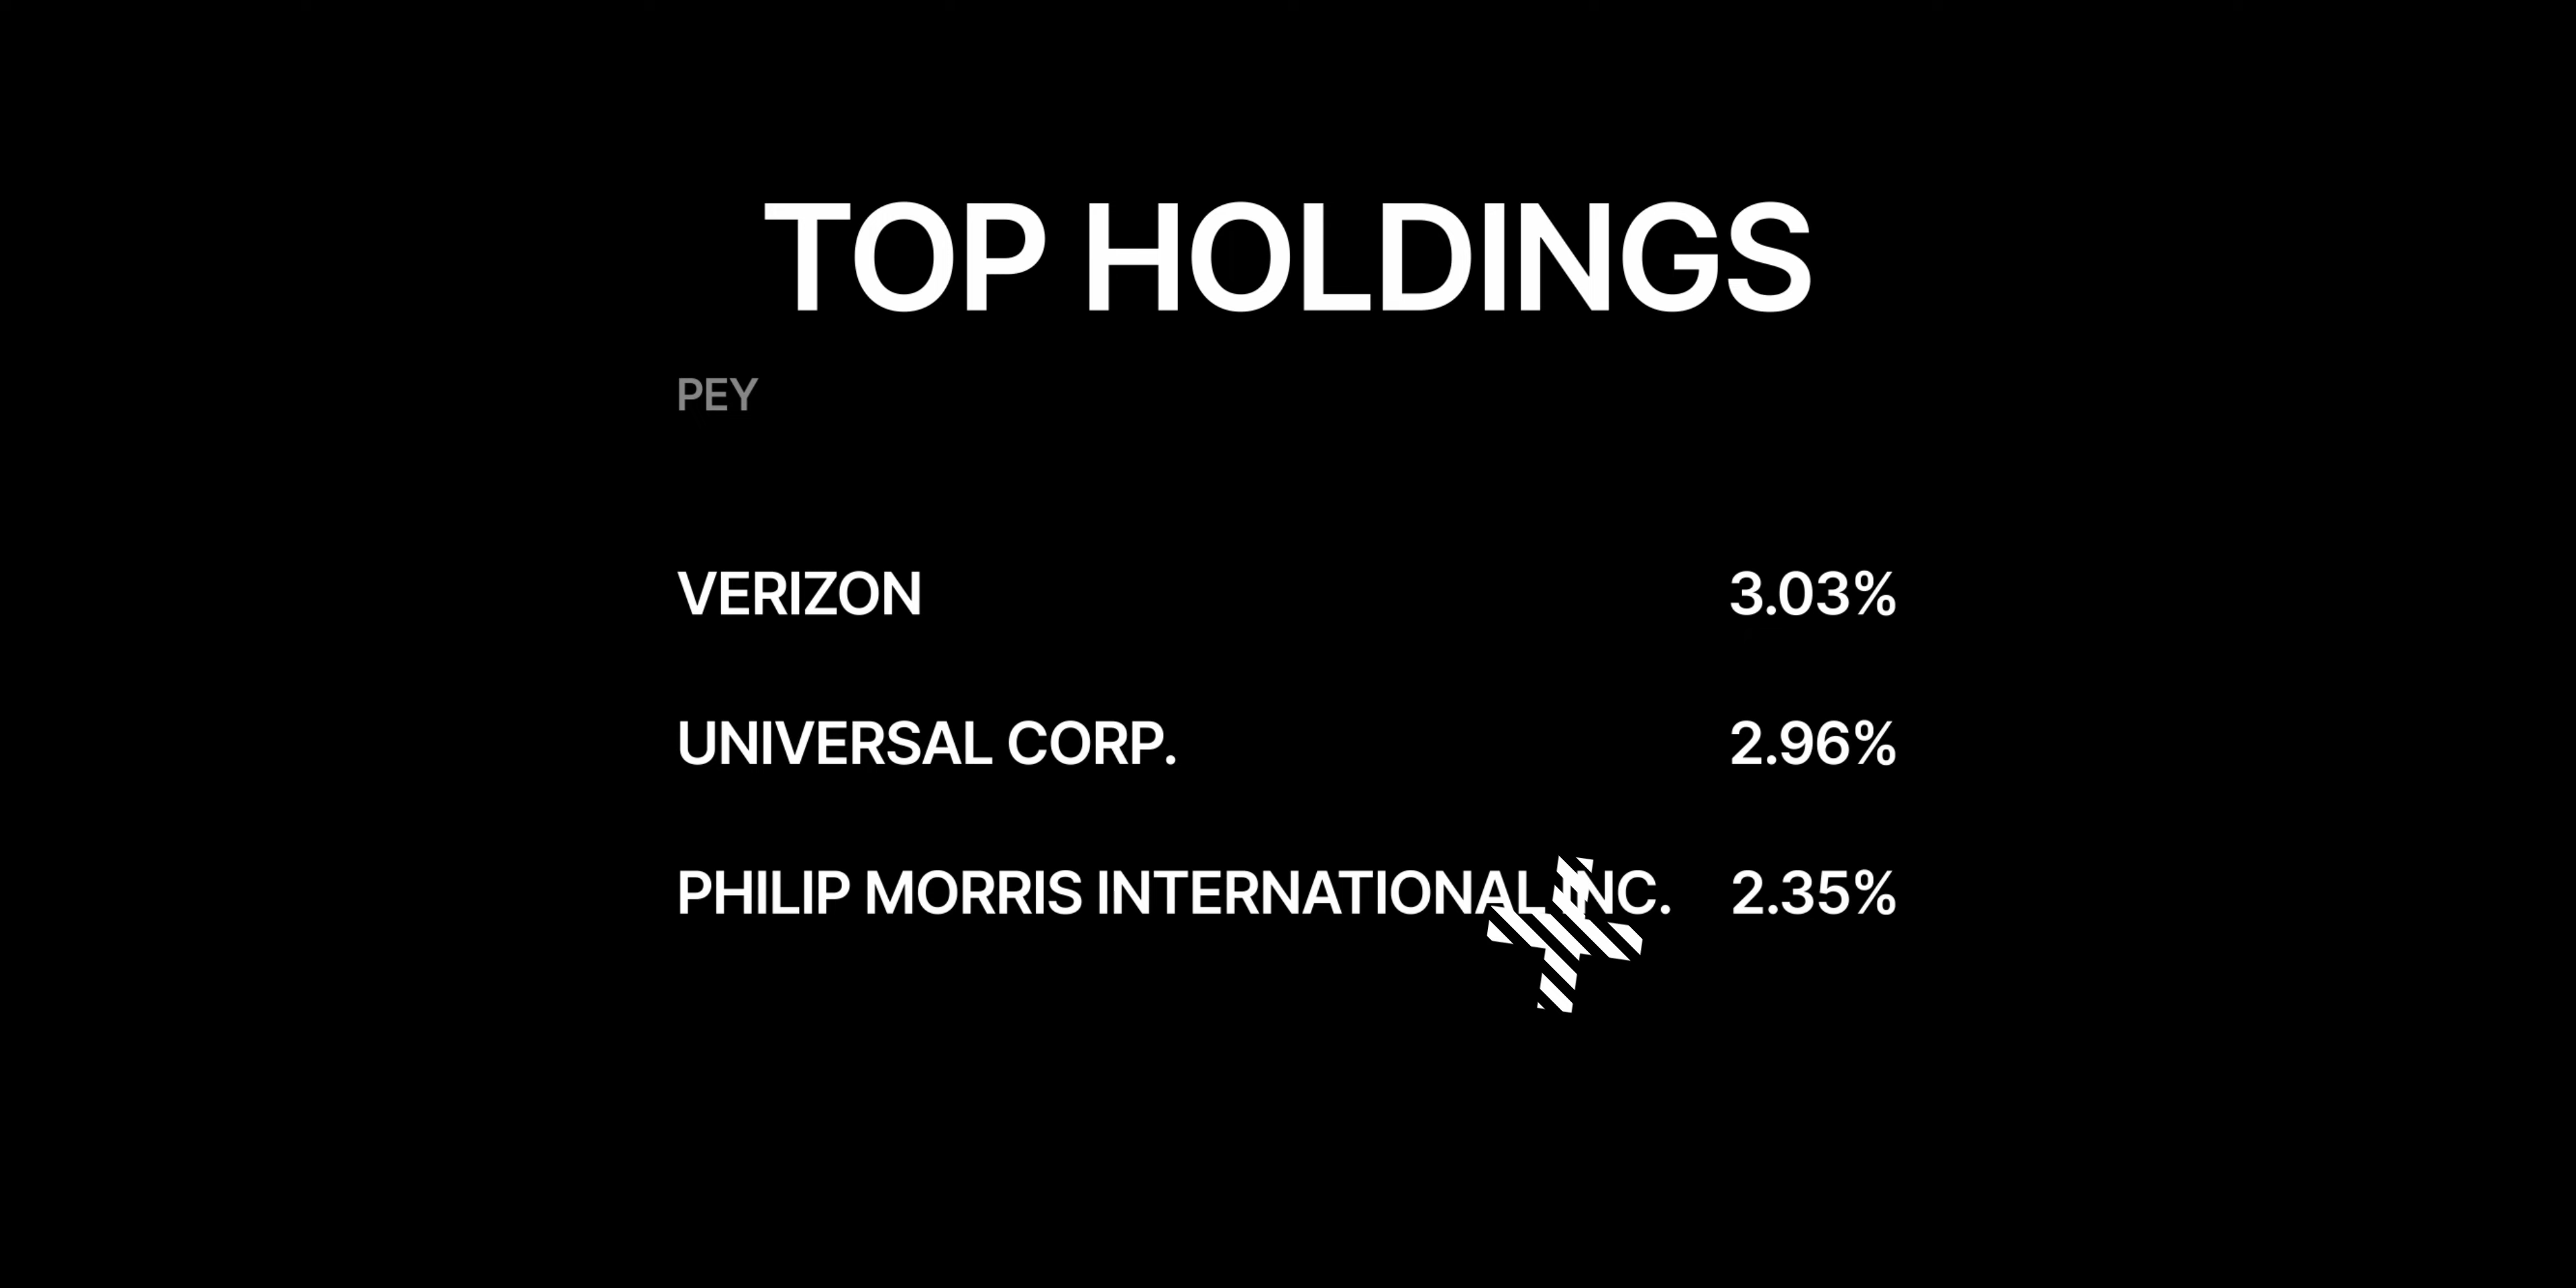 TOP HOLDINGS
PEY
VERIZON 3.03%
UNIVERSAL CORP. 2.96%
PHILIP MORRIS INTERNATIONAL INC. 2.35%